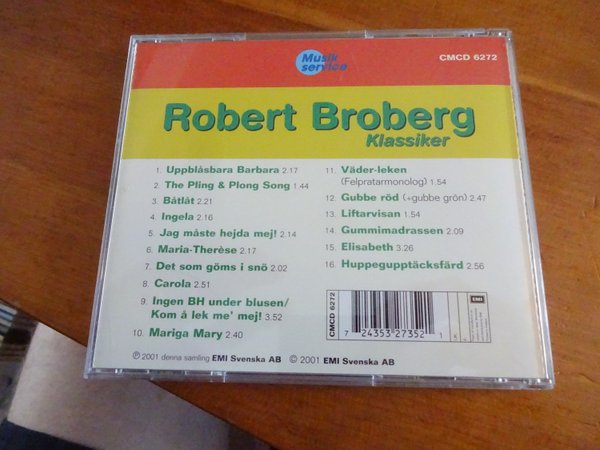 Musik
service
CMCD 6272
Robert Broberg
Klassiker
1. Uppblåsbara Barbara 2.17
2. The Pling & Plong Song 1.44
3. Båtlåt 2.21
4. Ingela 2.16
5. Jag måste hejda mej! 2.14
6. Maria-Therèse 2.17
7. Det som göms i snö 2.02
8. Carola 2.51
9. Ingen BH under blusen/
Kom å lek me' mej! 3.52
10. Mariga Mary 2.40
11. Väder-leken
(Felpratarmonolog) 1.54
12. Gubbe röd (+gubbe grön) 2.47
13. Liftarvisan 1.54
14. Gummimadrassen 2.09
15. Elisabeth 3.26
16. Huppegupptäcksfärd 2.56
CMCD 6272
7 24353 27352 1
EMI
℗ 2001 denna samling EMI Svenska AB © 2001 EMI Svenska AB